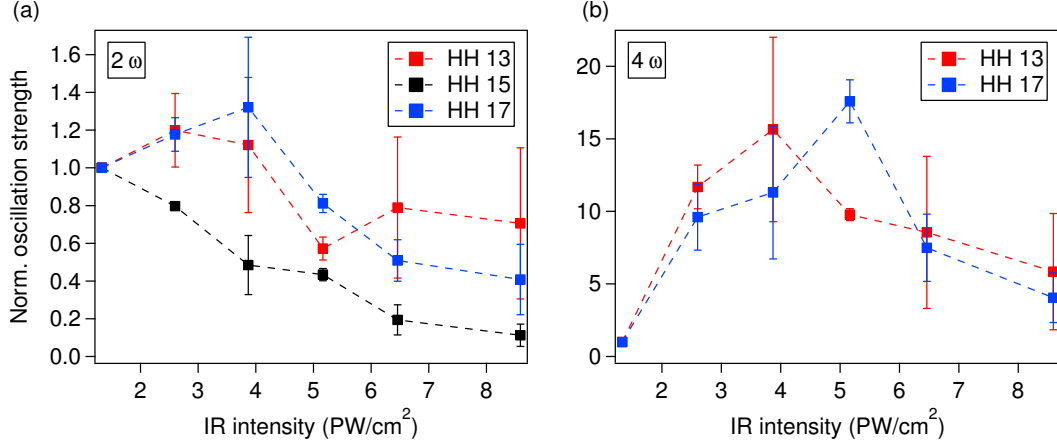 (a)
2 ω
HH 13
HH 15
HH 17
Norm. oscillation strength
1.6
1.4
1.2
1.0
0.8
0.6
0.4
0.2
0.0
2 3 4 5 6 7 8
IR intensity (PW/cm²)
(b)
4 ω
HH 13
HH 17
20
15
10
5
0
2 3 4 5 6 7 8
IR intensity (PW/cm²)